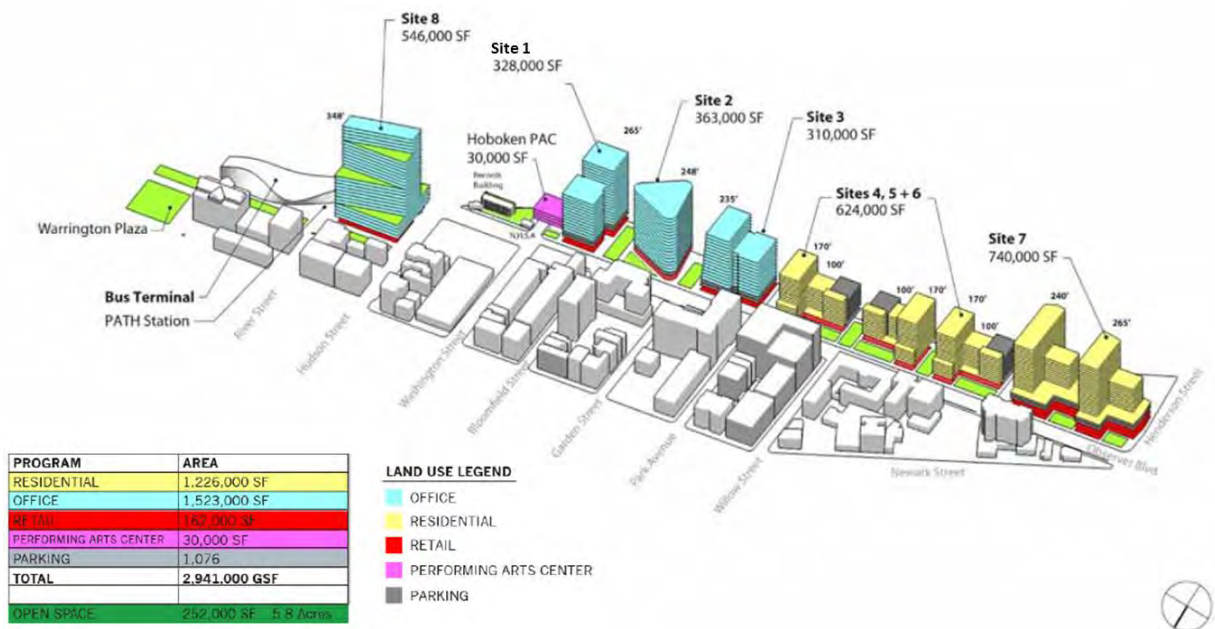 Site 8
546,000 SF
Site 1
328,000 SF
Site 2
363,000 SF
Site 3
310,000 SF
348'
265'
248'
235'
Hoboken PAC
30,000 SF
Building
Sites 4, 5 + 6
624,000 SF
Site 7
740,000 SF
170'
100'
100'
170'
170'
100'
240'
265'
Warrington Plaza
Bus Terminal
PATH Station
River Street
Hudson Street
Washington Street
Bloomfield Street
Garden Street
Park Avenue
Willow Street
Newark Street
Observer Blvd
Henderson Street
PROGRAM AREA
RESIDENTIAL 1,226,000 SF
OFFICE 1,523,000 SF
RETAIL 162,000 SF
PERFORMING ARTS CENTER 30,000 SF
PARKING 1,076
TOTAL 2,941,000 GSF
OPEN SPACE 252,000 SF 5.8 Acres
LAND USE LEGEND
OFFICE
RESIDENTIAL
RETAIL
PERFORMING ARTS CENTER
PARKING